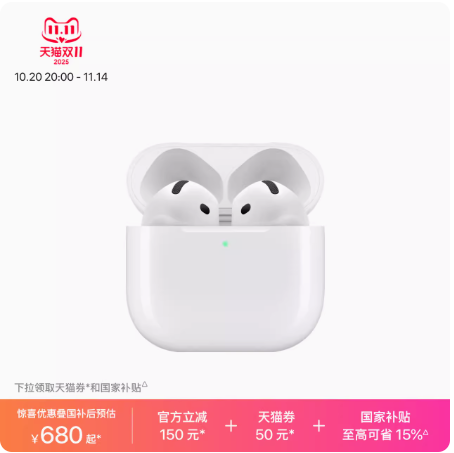 11.11
天猫双11
2025
10.20 20:00 - 11.14
下拉领取天猫券*和国家补贴△
惊喜优惠叠国补后预估
¥680起*
官方立减
150元*
+
天猫券
50元*
+
国家补贴
至高可省15%△